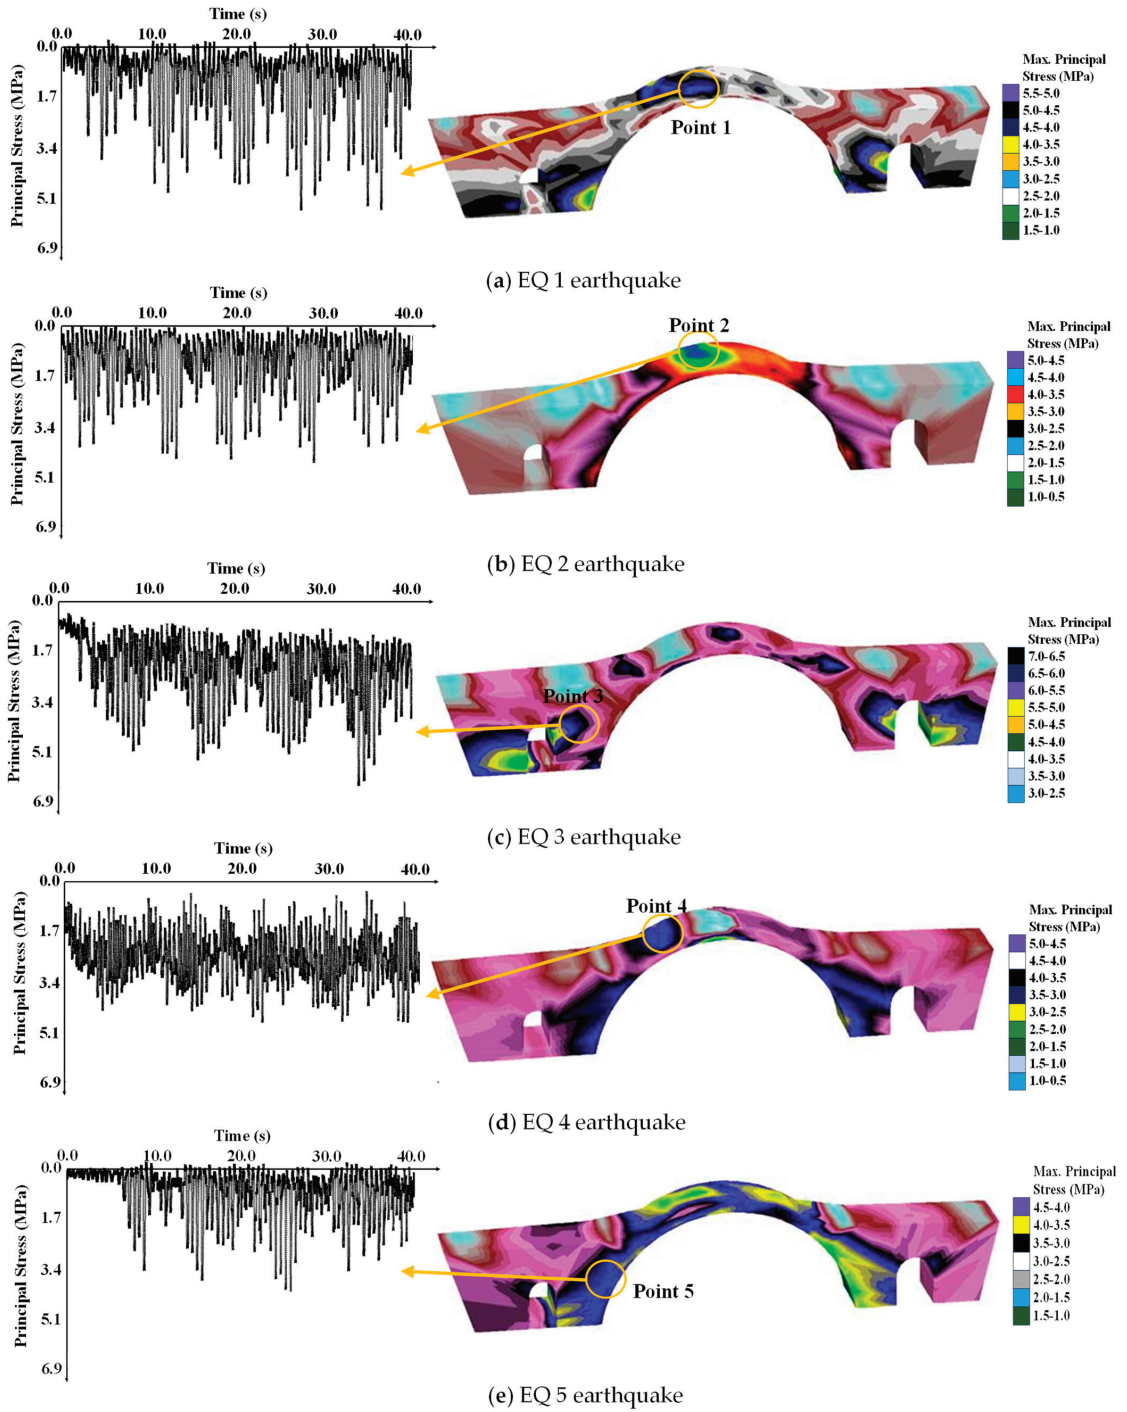 Time (s)
0.0 10.0 20.0 30.0 40.0
0.0
1.7
3.4
5.1
6.9
Principal Stress (MPa)
Point 1
Max. Principal
Stress (MPa)
5.5-5.0
5.0-4.5
4.5-4.0
4.0-3.5
3.5-3.0
3.0-2.5
2.5-2.0
2.0-1.5
1.5-1.0
(a) EQ 1 earthquake
Time (s)
0.0 10.0 20.0 30.0 40.0
0.0
1.7
3.4
5.1
6.9
Principal Stress (MPa)
Point 2
Max. Principal
Stress (MPa)
5.0-4.5
4.5-4.0
4.0-3.5
3.5-3.0
3.0-2.5
2.5-2.0
2.0-1.5
1.5-1.0
1.0-0.5
(b) EQ 2 earthquake
Time (s)
0.0 10.0 20.0 30.0 40.0
0.0
1.7
3.4
5.1
6.9
Principal Stress (MPa)
Point 3
Max. Principal
Stress (MPa)
7.0-6.5
6.5-6.0
6.0-5.5
5.5-5.0
5.0-4.5
4.5-4.0
4.0-3.5
3.5-3.0
3.0-2.5
(c) EQ 3 earthquake
Time (s)
0.0 10.0 20.0 30.0 40.0
0.0
1.7
3.4
5.1
6.9
Principal Stress (MPa)
Point 4
Max. Principal
Stress (MPa)
5.0-4.5
4.5-4.0
4.0-3.5
3.5-3.0
3.0-2.5
2.5-2.0
2.0-1.5
1.5-1.0
1.0-0.5
(d) EQ 4 earthquake
Time (s)
0.0 10.0 20.0 30.0 40.0
0.0
1.7
3.4
5.1
6.9
Principal Stress (MPa)
Point 5
Max. Principal
Stress (MPa)
4.5-4.0
4.0-3.5
3.5-3.0
3.0-2.5
2.5-2.0
2.0-1.5
1.5-1.0
(e) EQ 5 earthquake